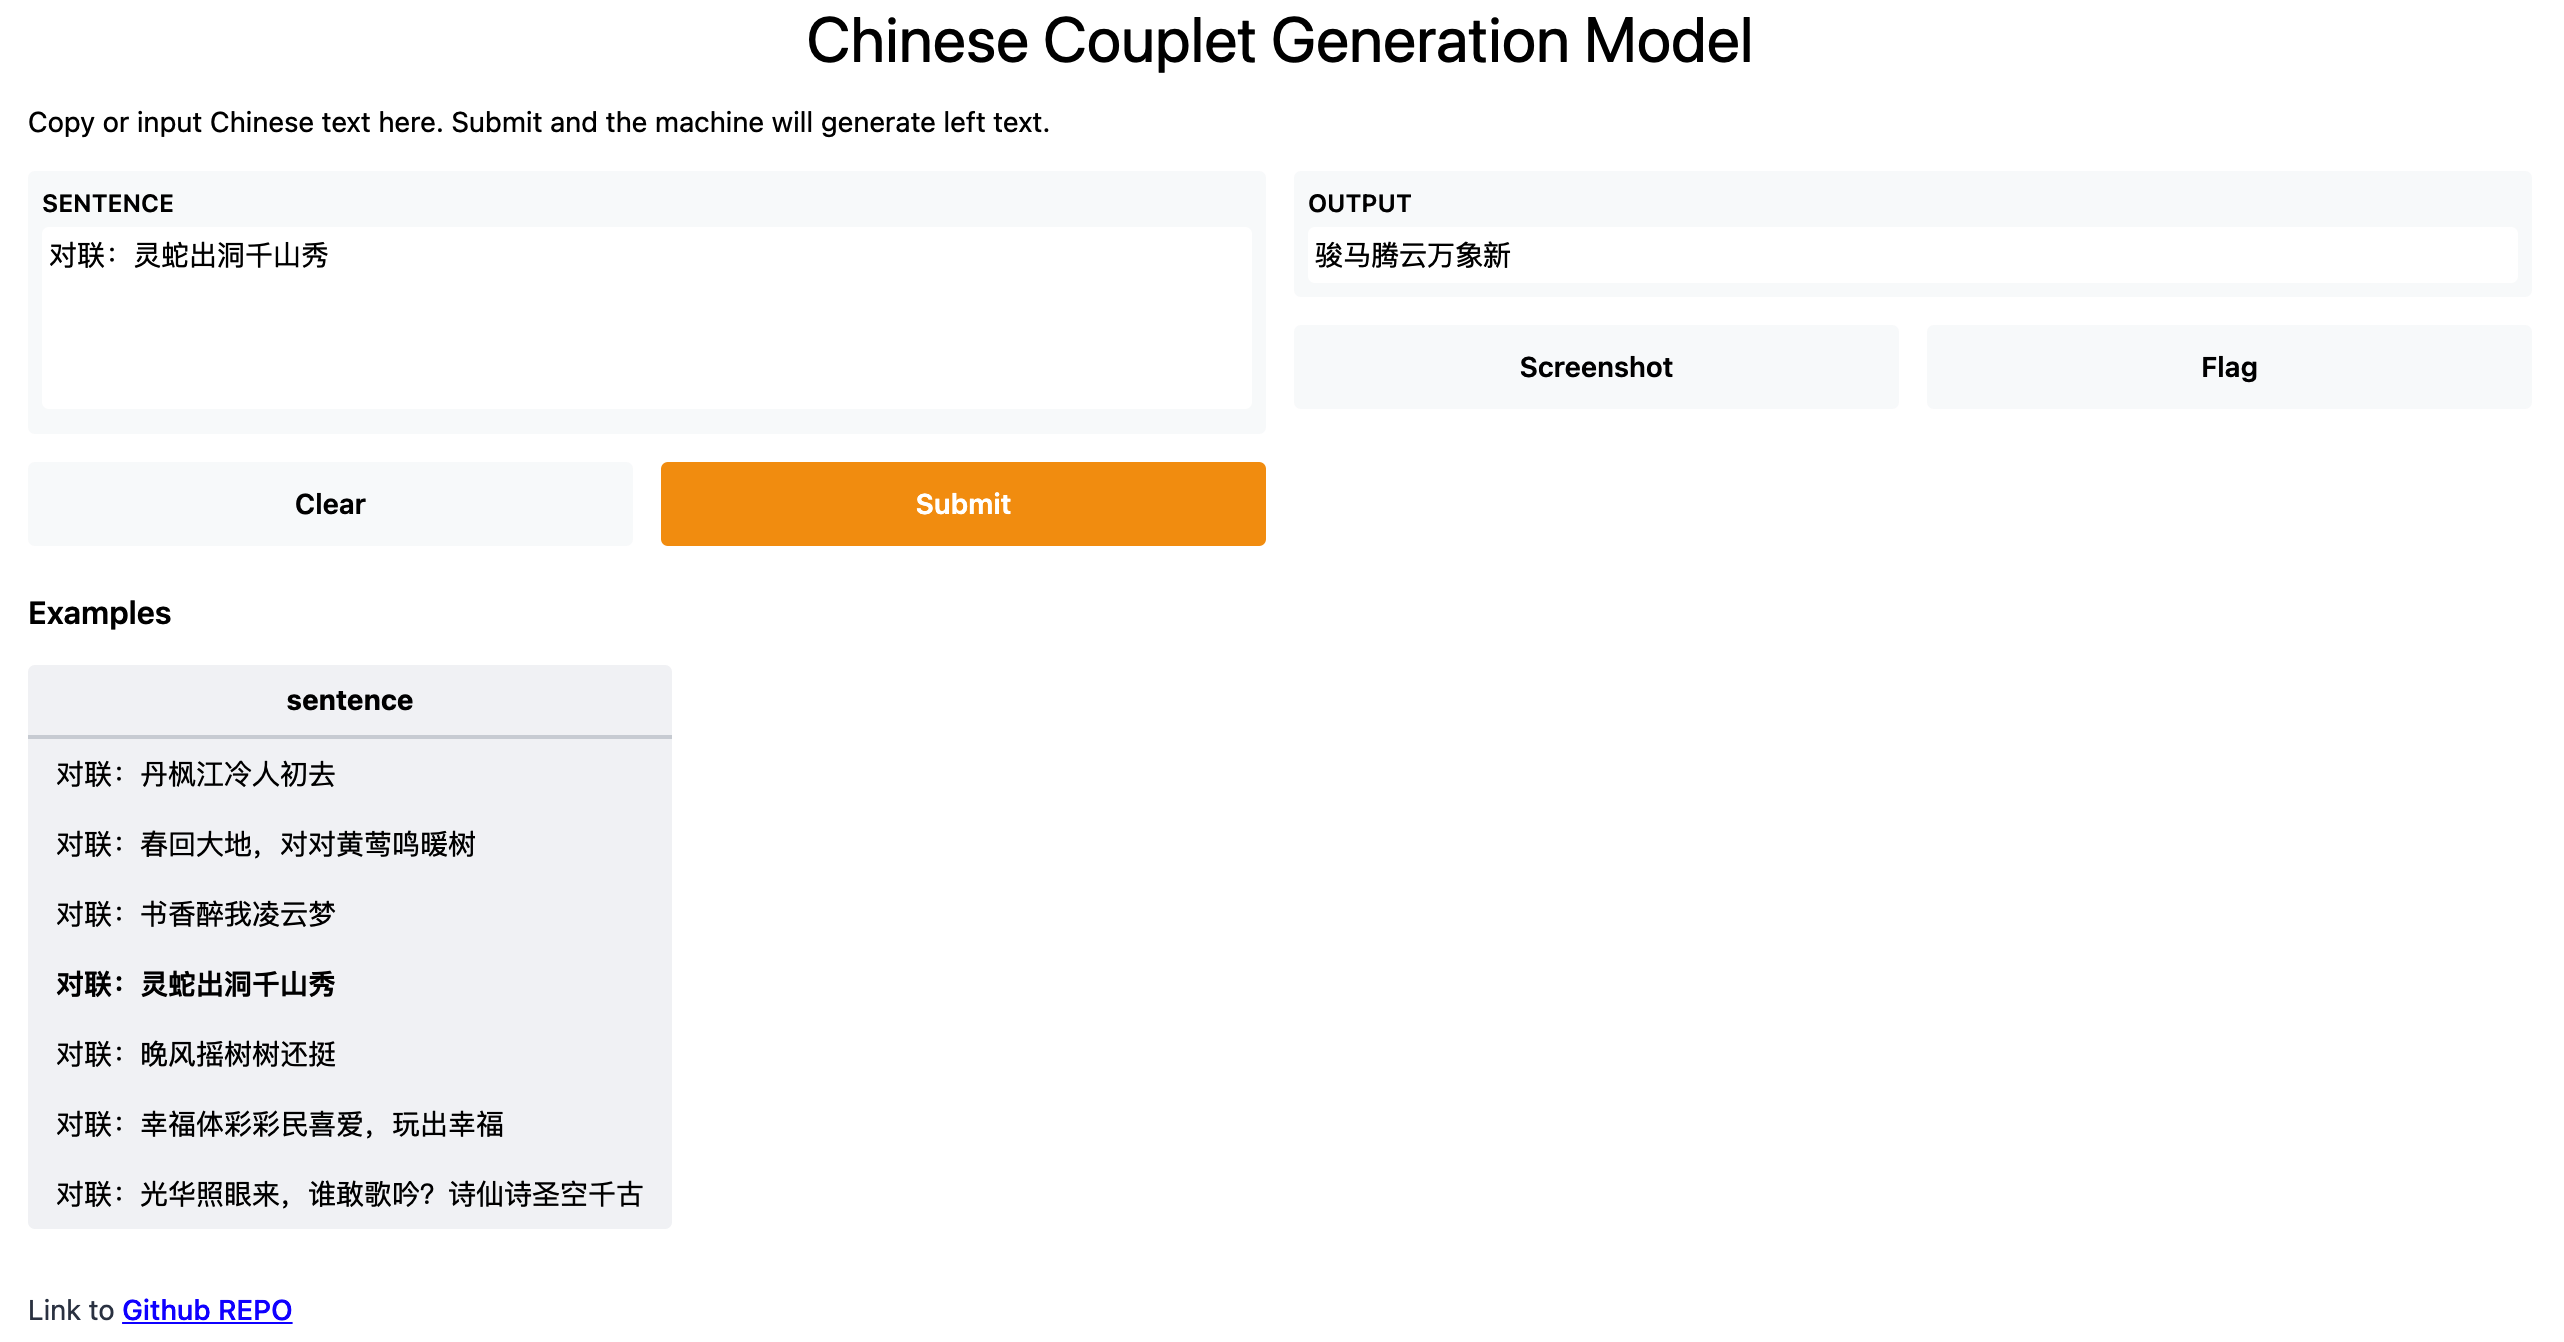 Chinese Couplet Generation Model
Copy or input Chinese text here. Submit and the machine will generate left text.
SENTENCE
对联：灵蛇出洞千山秀
OUTPUT
骏马腾云万象新
Screenshot
Flag
Clear
Submit
Examples
sentence
对联：丹枫江冷人初去
对联：春回大地，对对黄莺鸣暖树
对联：书香醉我凌云梦
对联：灵蛇出洞千山秀
对联：晚风摇树树还挺
对联：幸福体彩彩民喜爱，玩出幸福
对联：光华照眼来，谁敢歌吟？诗仙诗圣空千古
Link to Github REPO